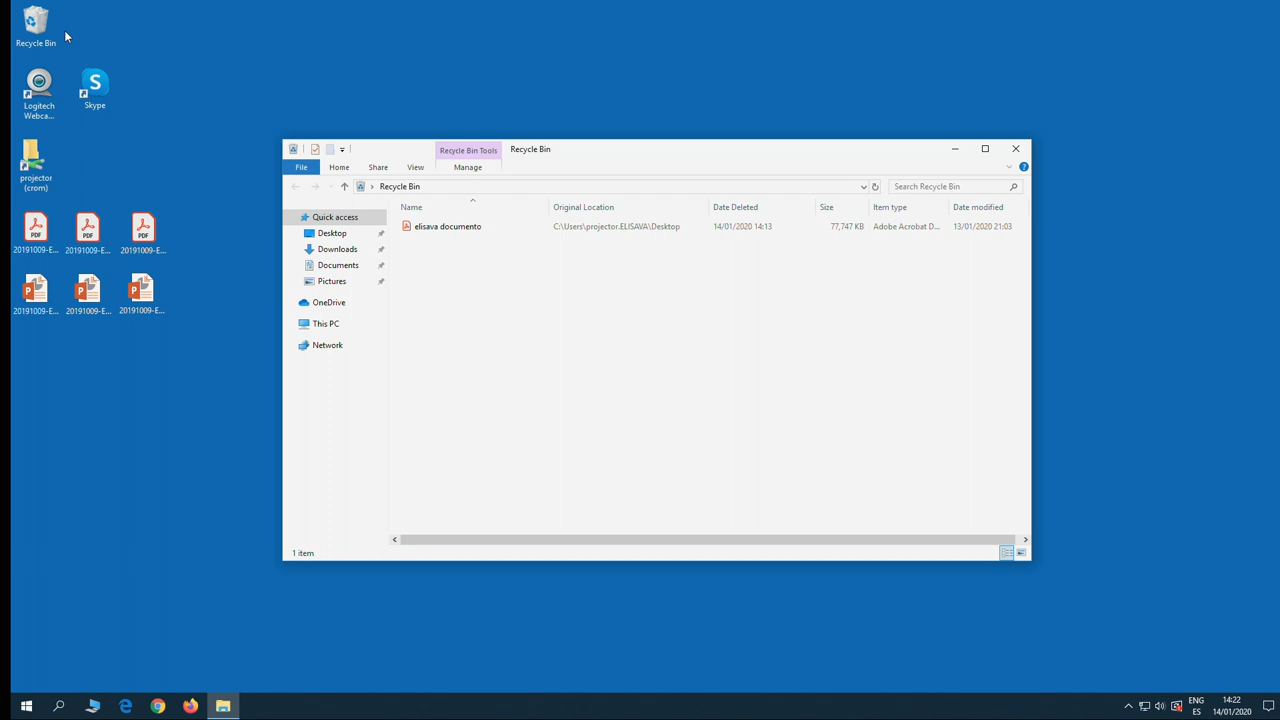 Recycle Bin
Logitech
Webca...
Skype
projector
(crom)
PDF
PDF
PDF
20191009-E...
20191009-E...
20191009-E...
20191009-E...
20191009-E...
20191009-E...
Recycle Bin Tools
Recycle Bin
File
Home
Share
View
Manage
Recycle Bin
Search Recycle Bin
Quick access
Desktop
Downloads
Documents
Pictures
OneDrive
This PC
Network
Name
Original Location
Date Deleted
Size
Item type
Date modified
elisava documento
C:\Users\projector.ELISAVA\Desktop
14/01/2020 14:13
77,747 KB
Adobe Acrobat D...
13/01/2020 21:03
1 item
ENG
ES
14:22
14/01/2020